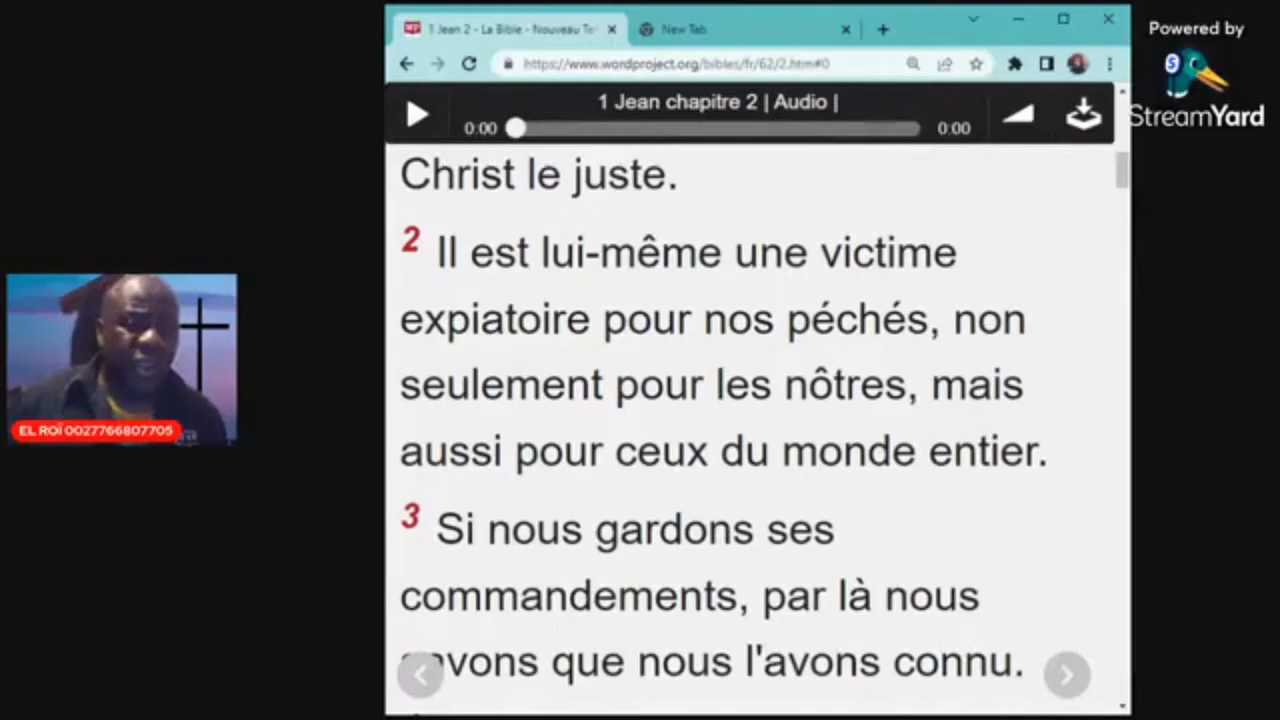 1 Jean 2 - La Bible - Nouveau Te
New Tab
https://www.wordproject.org/bibles/fr/62/2.htm#0
1 Jean chapitre 2 | Audio |
0:00
0:00
Christ le juste.
2 Il est lui-même une victime
expiatoire pour nos péchés, non
seulement pour les nôtres, mais
aussi pour ceux du monde entier.
3 Si nous gardons ses
commandements, par là nous
avons que nous l'avons connu.
EL ROÏ 0027766807705
Powered by
StreamYard